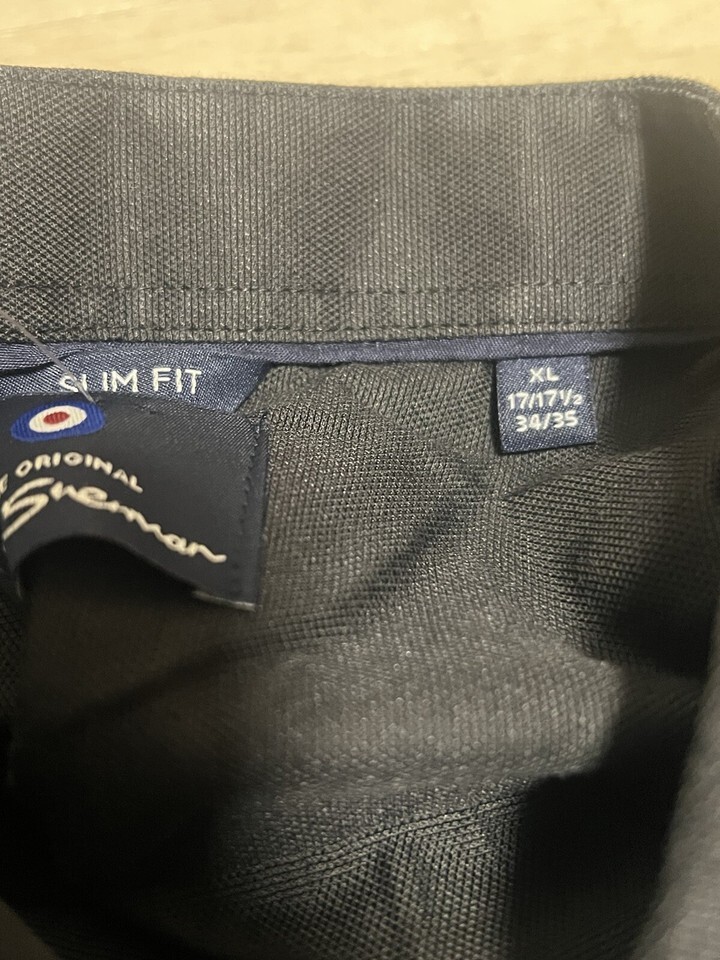 SLIM FIT
XL
17/17½
34/35
ORIGINAL
Sherman